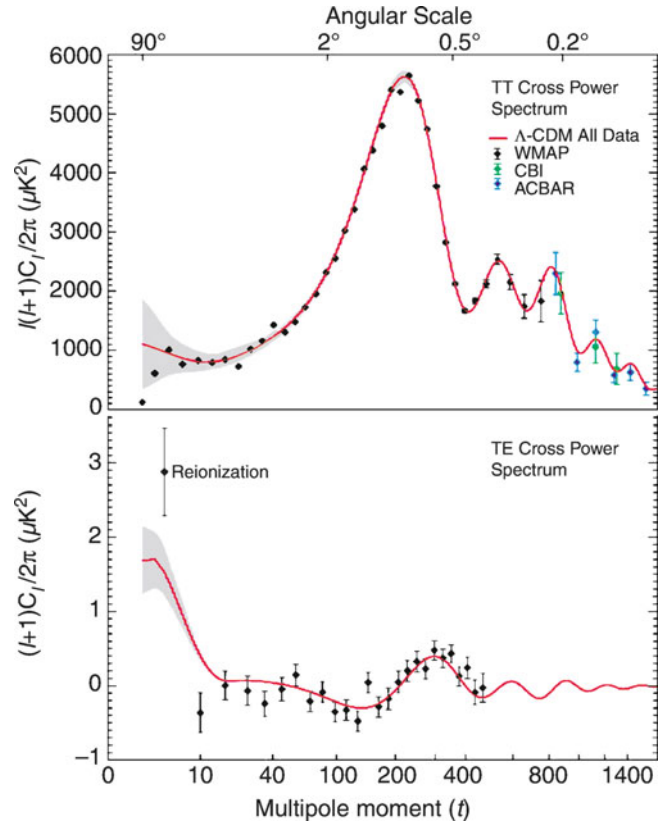 Angular Scale
90° 2° 0.5° 0.2°
6000
5000
4000
3000
2000
1000
0
l(l+1)Cl/2π (μK²)
TT Cross Power
Spectrum
Λ-CDM All Data
WMAP
CBI
ACBAR
3
2
1
0
−1
(l+1)Cl/2π (μK²)
Reionization
TE Cross Power
Spectrum
0 10 40 100 200 400 800 1400
Multipole moment (t)